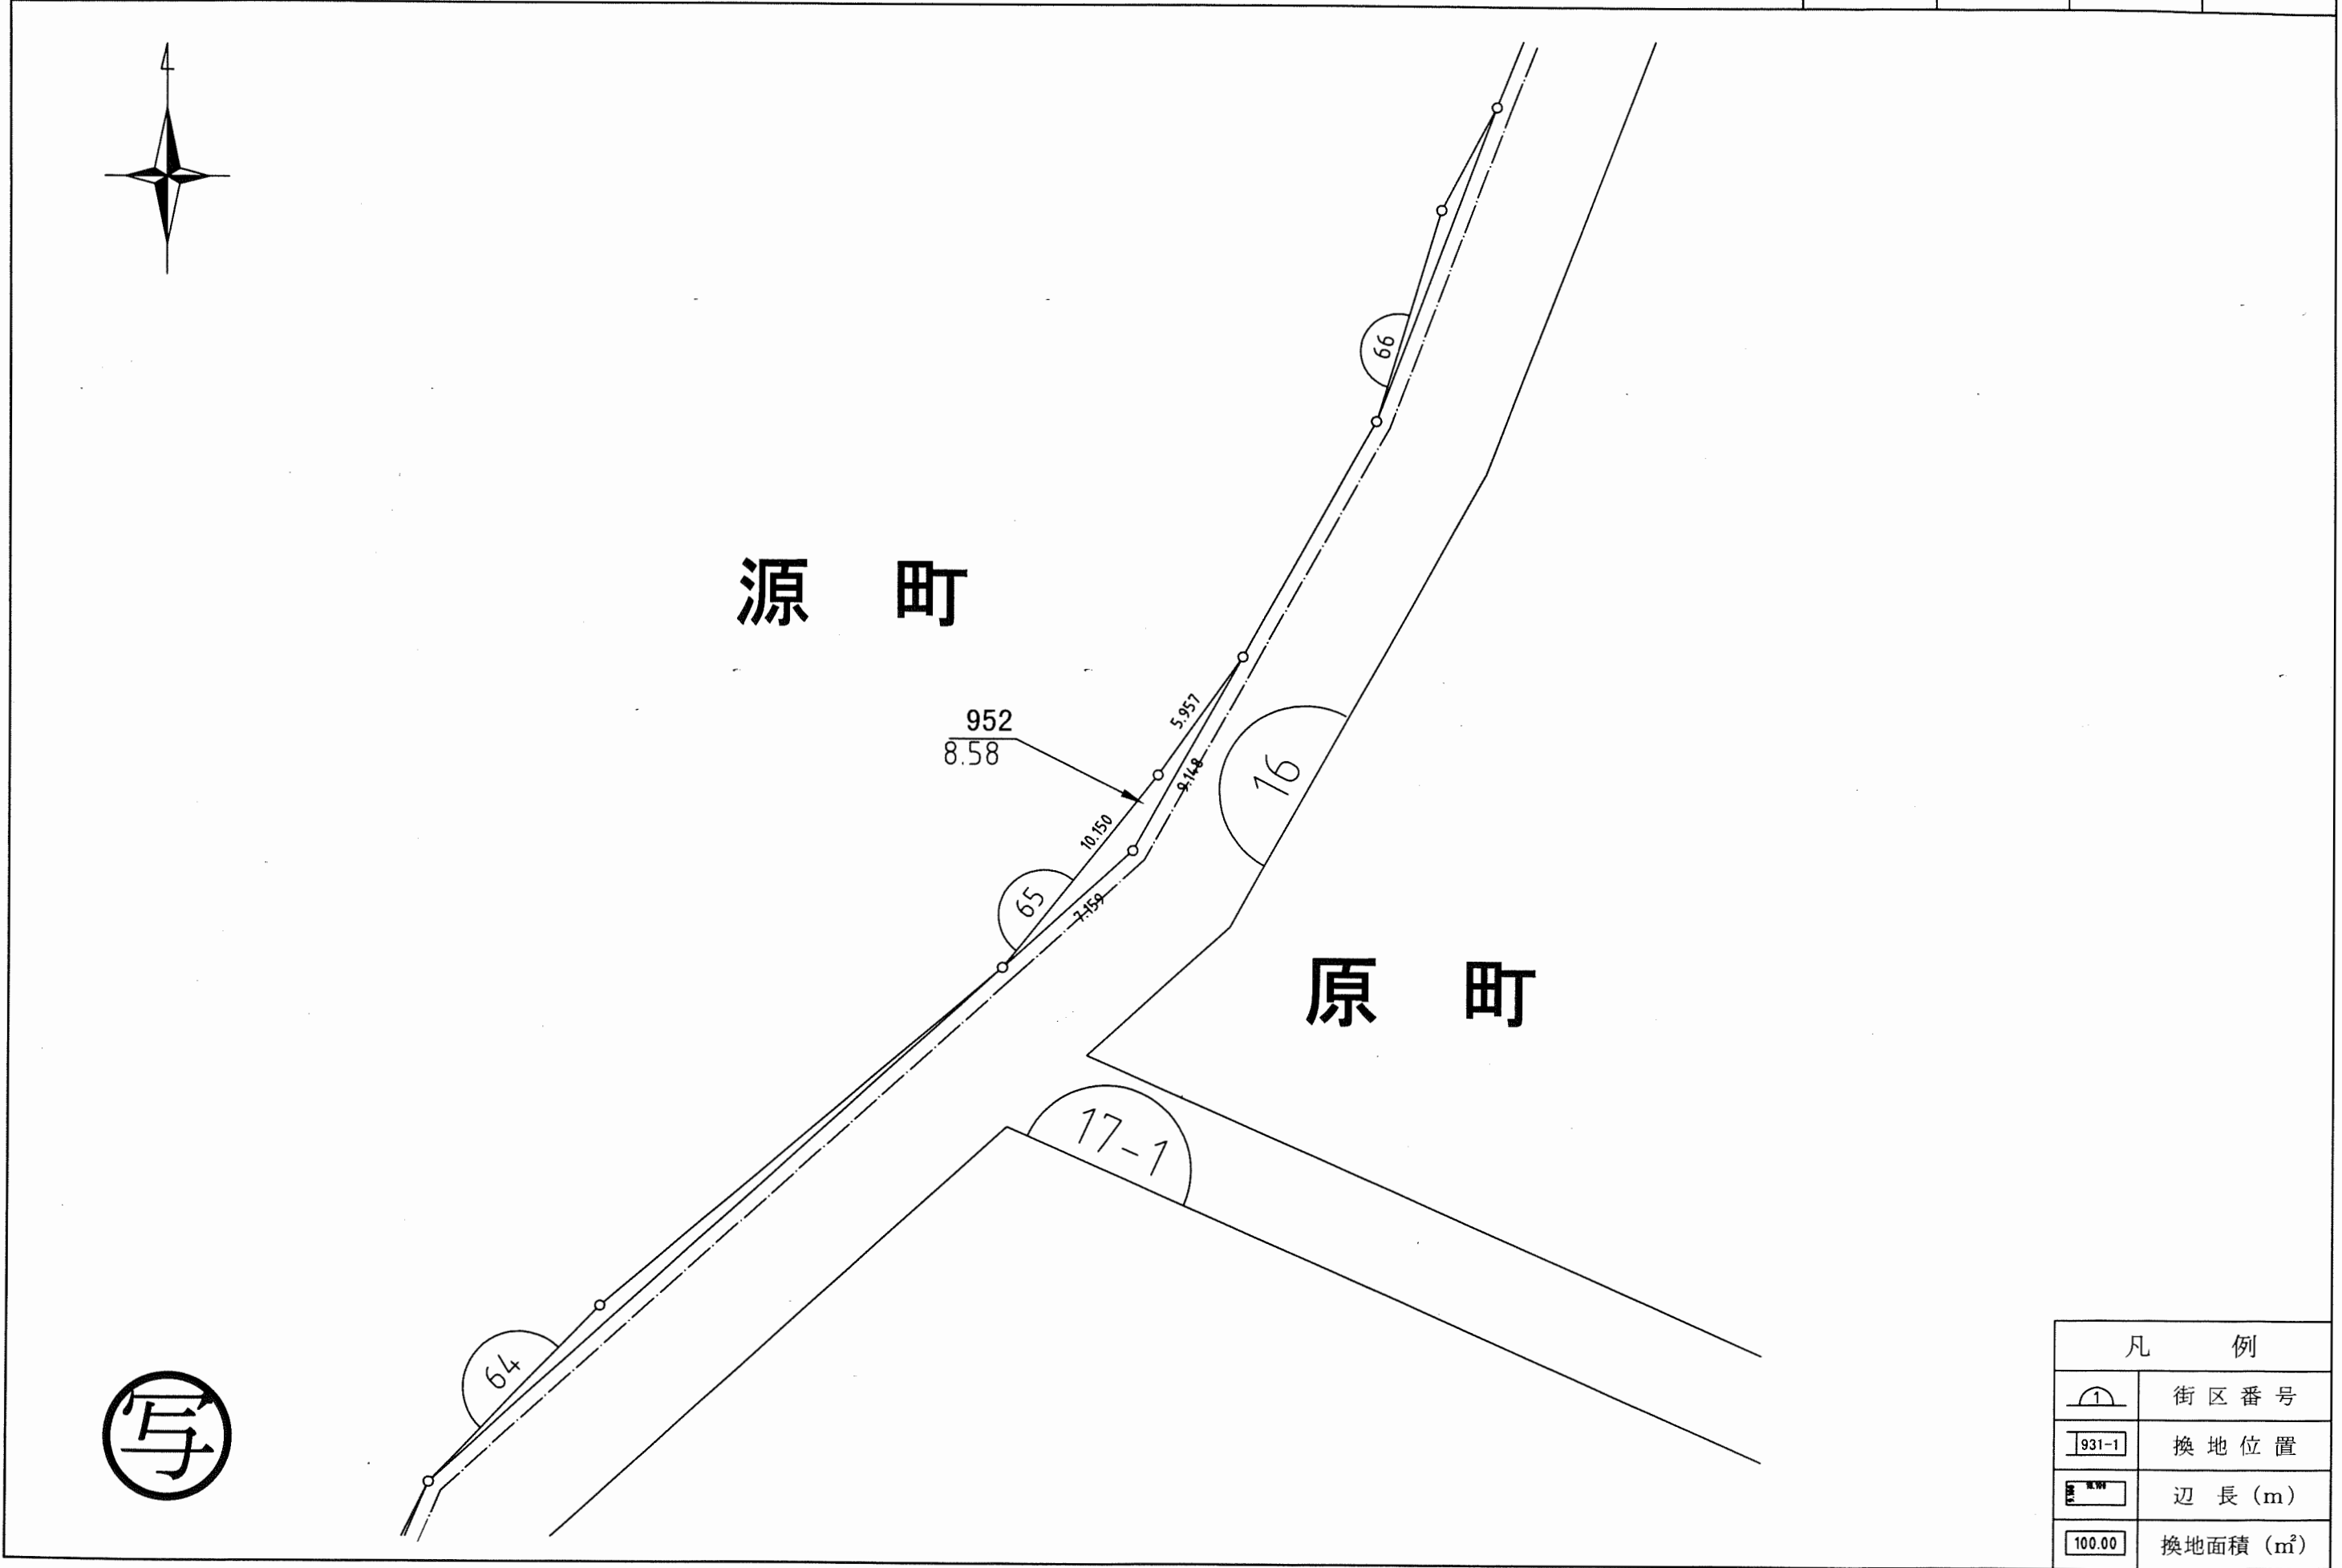 4
66
源 町
952
8.58
5.957
9.148
16
10.150
65
7.159
原 町
17-1
64
写
凡 例
1 街区番号
931-1 換地位置
辺 長 (m)
100.00 換地面積 (㎡)